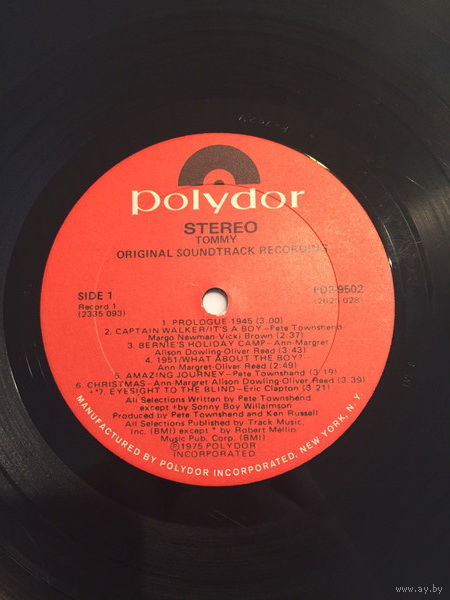 polydor
STEREO
TOMMY
ORIGINAL SOUNDTRACK RECORDING
SIDE 1
Record 1
(2335 093)
PD2-9502
(2625 028)
1. PROLOGUE-1945 (3:00)
2. CAPTAIN WALKER/IT'S A BOY-Pete Townshend
Margo Newman-Vicki Brown (2:37)
3. BERNIE'S HOLIDAY CAMP-Ann-Margret
Alison Dowling-Oliver Reed (3:43)
4. 1951/WHAT ABOUT THE BOY?-
Ann Margret-Oliver Reed (2:49)
5. AMAZING JOURNEY-Pete Townshend (3:19)
6. CHRISTMAS-Ann-Margret Alison Dowling-Oliver Reed (3:39)
*7. EYESIGHT TO THE BLIND-Eric Clapton (3:21)
All Selections Written by Pete Townshend
except *by Sonny Boy Willaimson
Produced by Pete Townshend and Ken Russell
All Selections Published by Track Music,
Inc. (BMI) except * by Robert Mellin
Music Pub. Corp. (BMI)
℗1975 POLYDOR
INCORPORATED
MANUFACTURED BY POLYDOR INCORPORATED, NEW YORK, N.Y.
www.ay.by